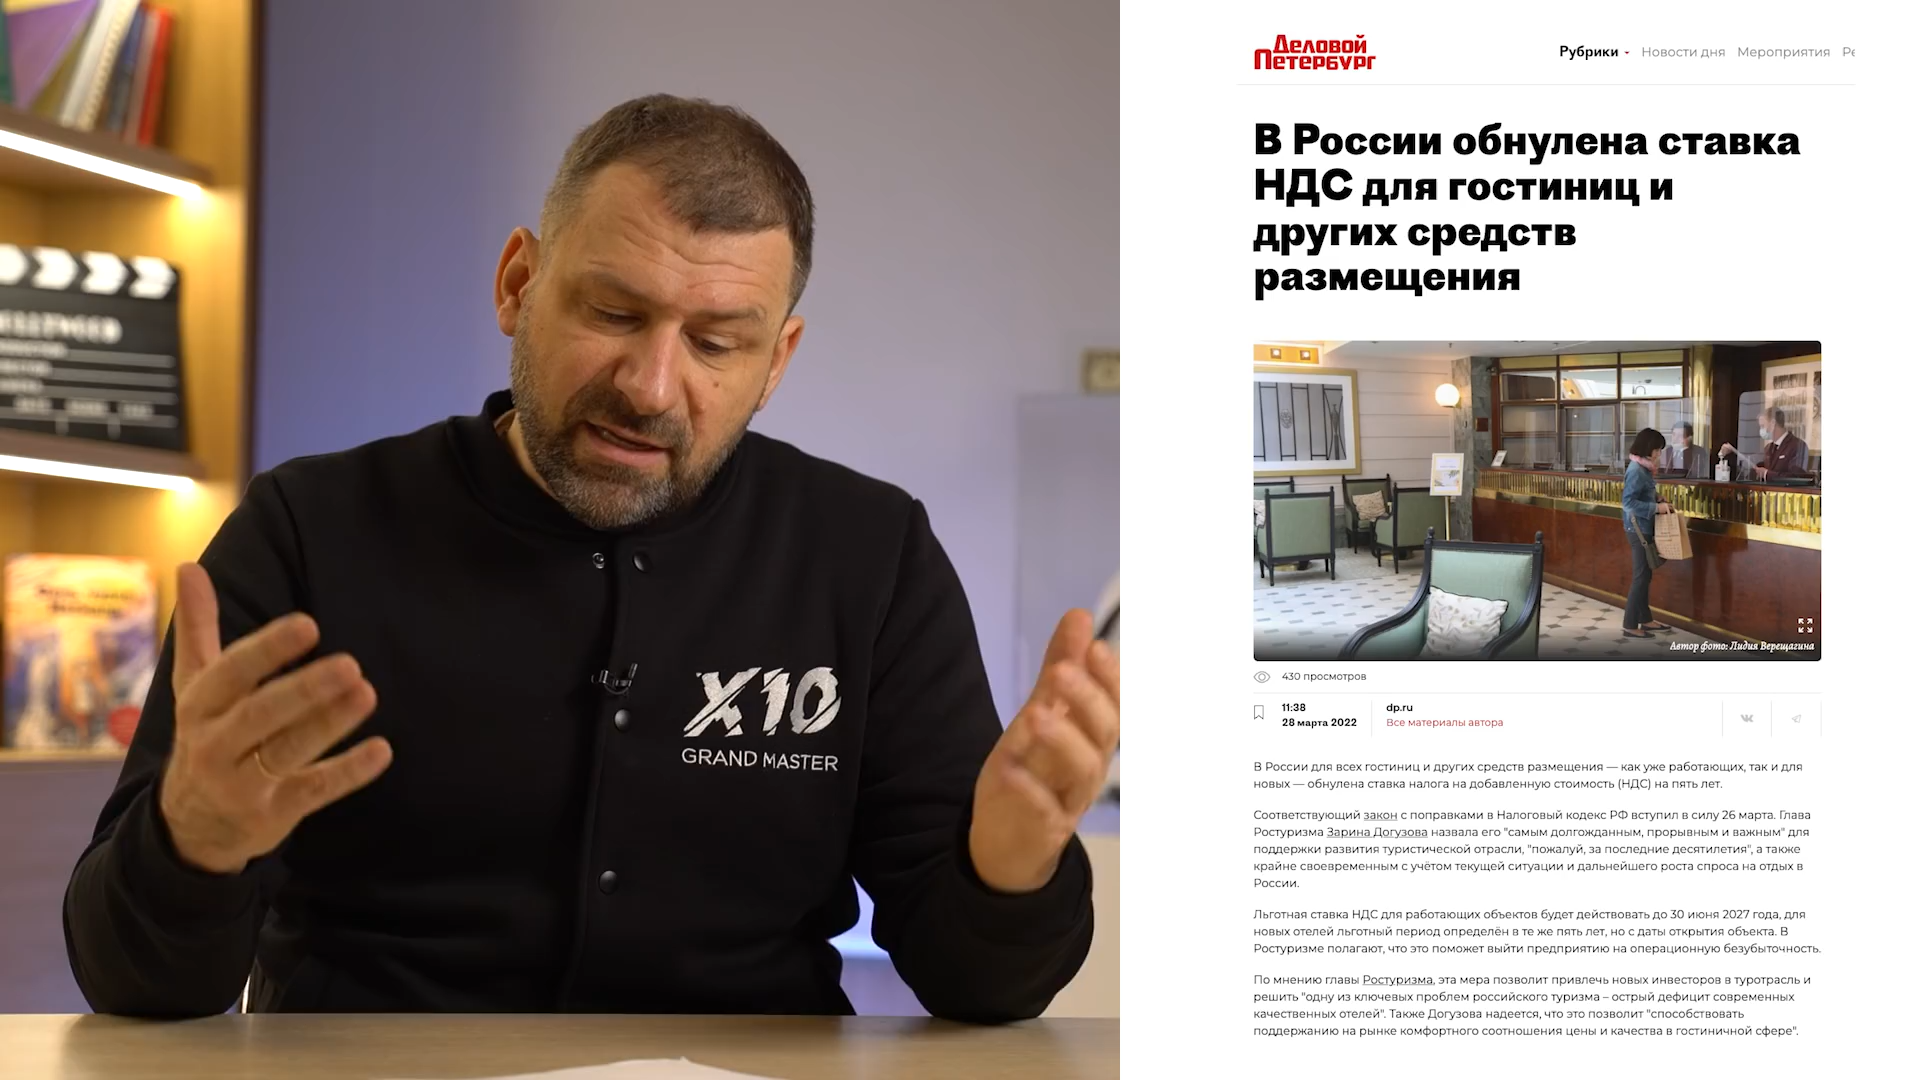 X10
GRAND MASTER
Деловой
Петербург
Рубрики
Новости дня
Мероприятия
Ре
В России обнулена ставка
НДС для гостиниц и
других средств
размещения
Автор фото: Лидия Верещагина
430 просмотров
11:38
28 марта 2022
dp.ru
Все материалы автора
В России для всех гостиниц и других средств размещения — как уже работающих, так и для
новых — обнулена ставка налога на добавленную стоимость (НДС) на пять лет.
Соответствующий закон с поправками в Налоговый кодекс РФ вступил в силу 26 марта. Глава
Ростуризма Зарина Догузова назвала его "самым долгожданным, прорывным и важным" для
поддержки развития туристической отрасли, "пожалуй, за последние десятилетия", а также
крайне своевременным с учётом текущей ситуации и дальнейшего роста спроса на отдых в
России.
Льготная ставка НДС для работающих объектов будет действовать до 30 июня 2027 года, для
новых отелей льготный период определён в те же пять лет, но с даты открытия объекта. В
Ростуризме полагают, что это поможет выйти предприятию на операционную безубыточность.
По мнению главы Ростуризма, эта мера позволит привлечь новых инвесторов в туротрасль и
решить "одну из ключевых проблем российского туризма – острый дефицит современных
качественных отелей". Также Догузова надеется, что это позволит "способствовать
поддержанию на рынке комфортного соотношения цены и качества в гостиничной сфере".